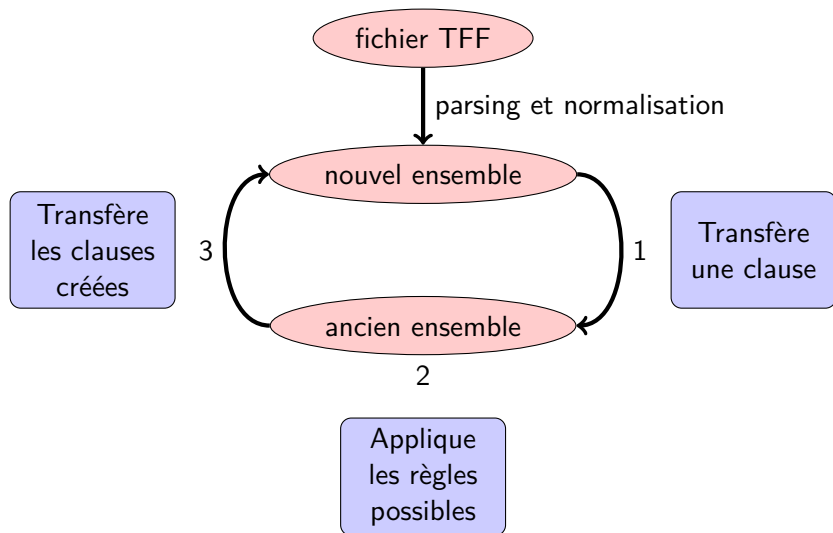 fichier TFF
parsing et normalisation
nouvel ensemble
Transfère
les clauses
créées
3
1
Transfère
une clause
ancien ensemble
2
Applique
les règles
possibles